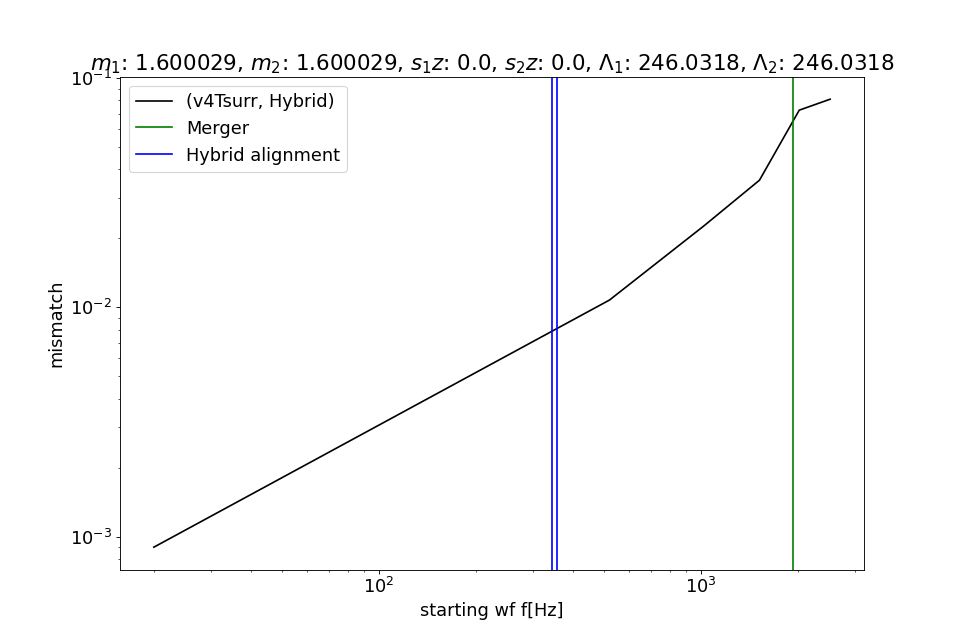 m₁: 1.600029, m₂: 1.600029, s₁z: 0.0, s₂z: 0.0, Λ₁: 246.0318, Λ₂: 246.0318
10⁻¹
(v4Tsurr, Hybrid)
Merger
Hybrid alignment
10⁻²
mismatch
10⁻³
10² 10³
starting wf f[Hz]